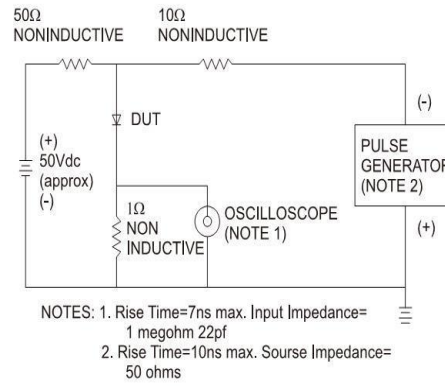 50Ω
NONINDUCTIVE
10Ω
NONINDUCTIVE
DUT
(+)
50Vdc
(approx)
(-)
1Ω
NON
INDUCTIVE
OSCILLOSCOPE
(NOTE 1)
(-)
PULSE
GENERATOR
(NOTE 2)
(+)
NOTES: 1. Rise Time=7ns max. Input Impedance=
1 megohm 22pf
2. Rise Time=10ns max. Sourse Impedance=
50 ohms